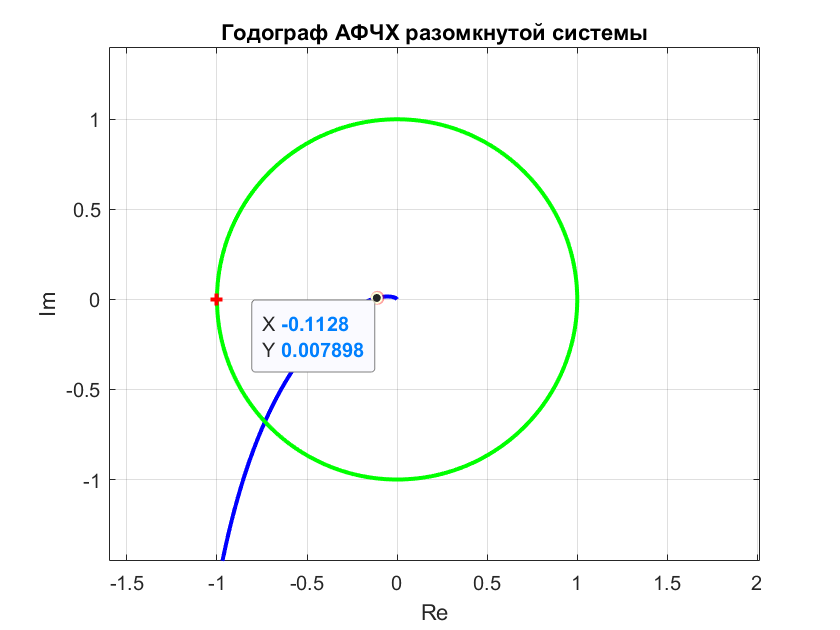 Годограф АФЧХ разомкнутой системы
Im
1
0.5
0
-0.5
-1
X -0.1128
Y 0.007898
-1.5 -1 -0.5 0 0.5 1 1.5 2
Re